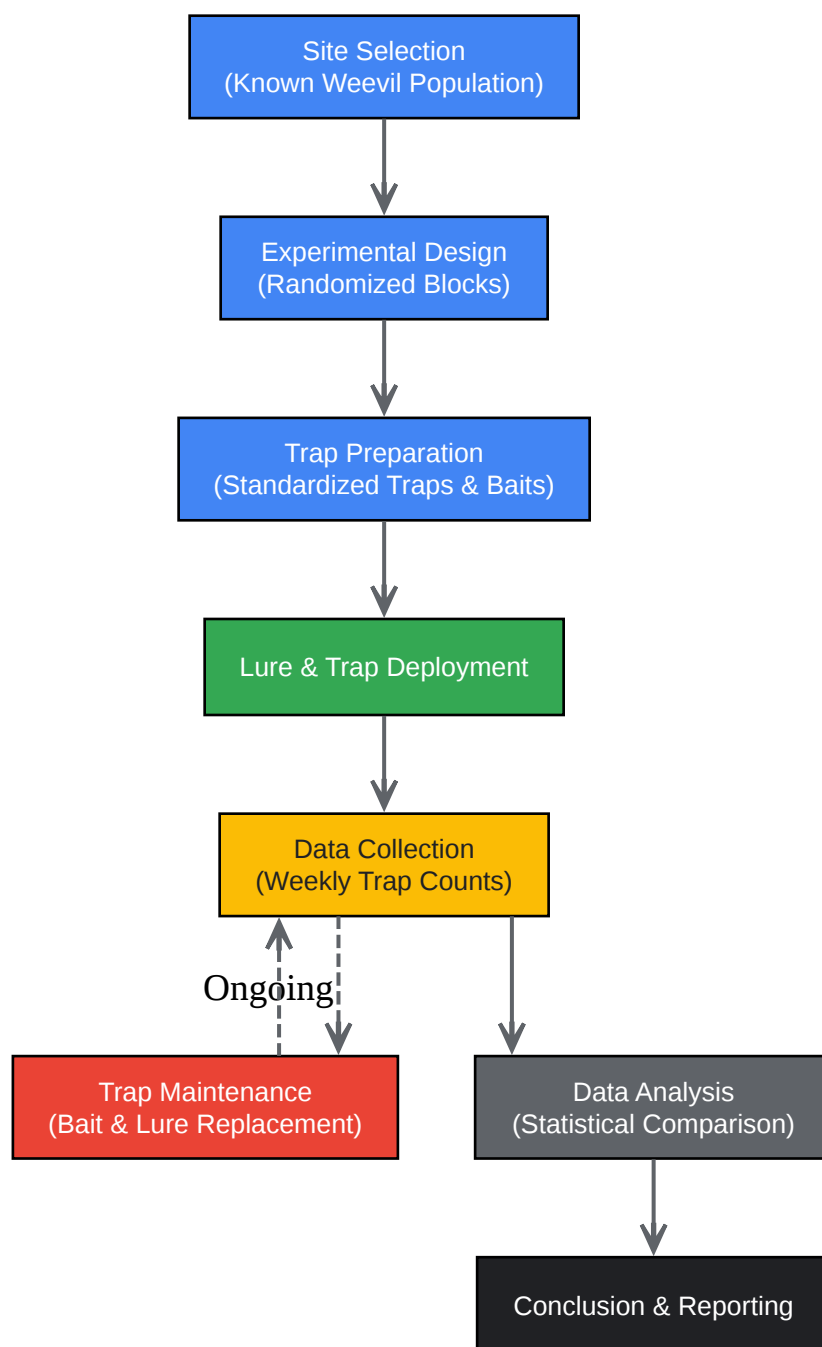 Site Selection
(Known Weevil Population)
Experimental Design
(Randomized Blocks)
Trap Preparation
(Standardized Traps & Baits)
Lure & Trap Deployment
Data Collection
(Weekly Trap Counts)
Ongoing
Trap Maintenance
(Bait & Lure Replacement)
Data Analysis
(Statistical Comparison)
Conclusion & Reporting